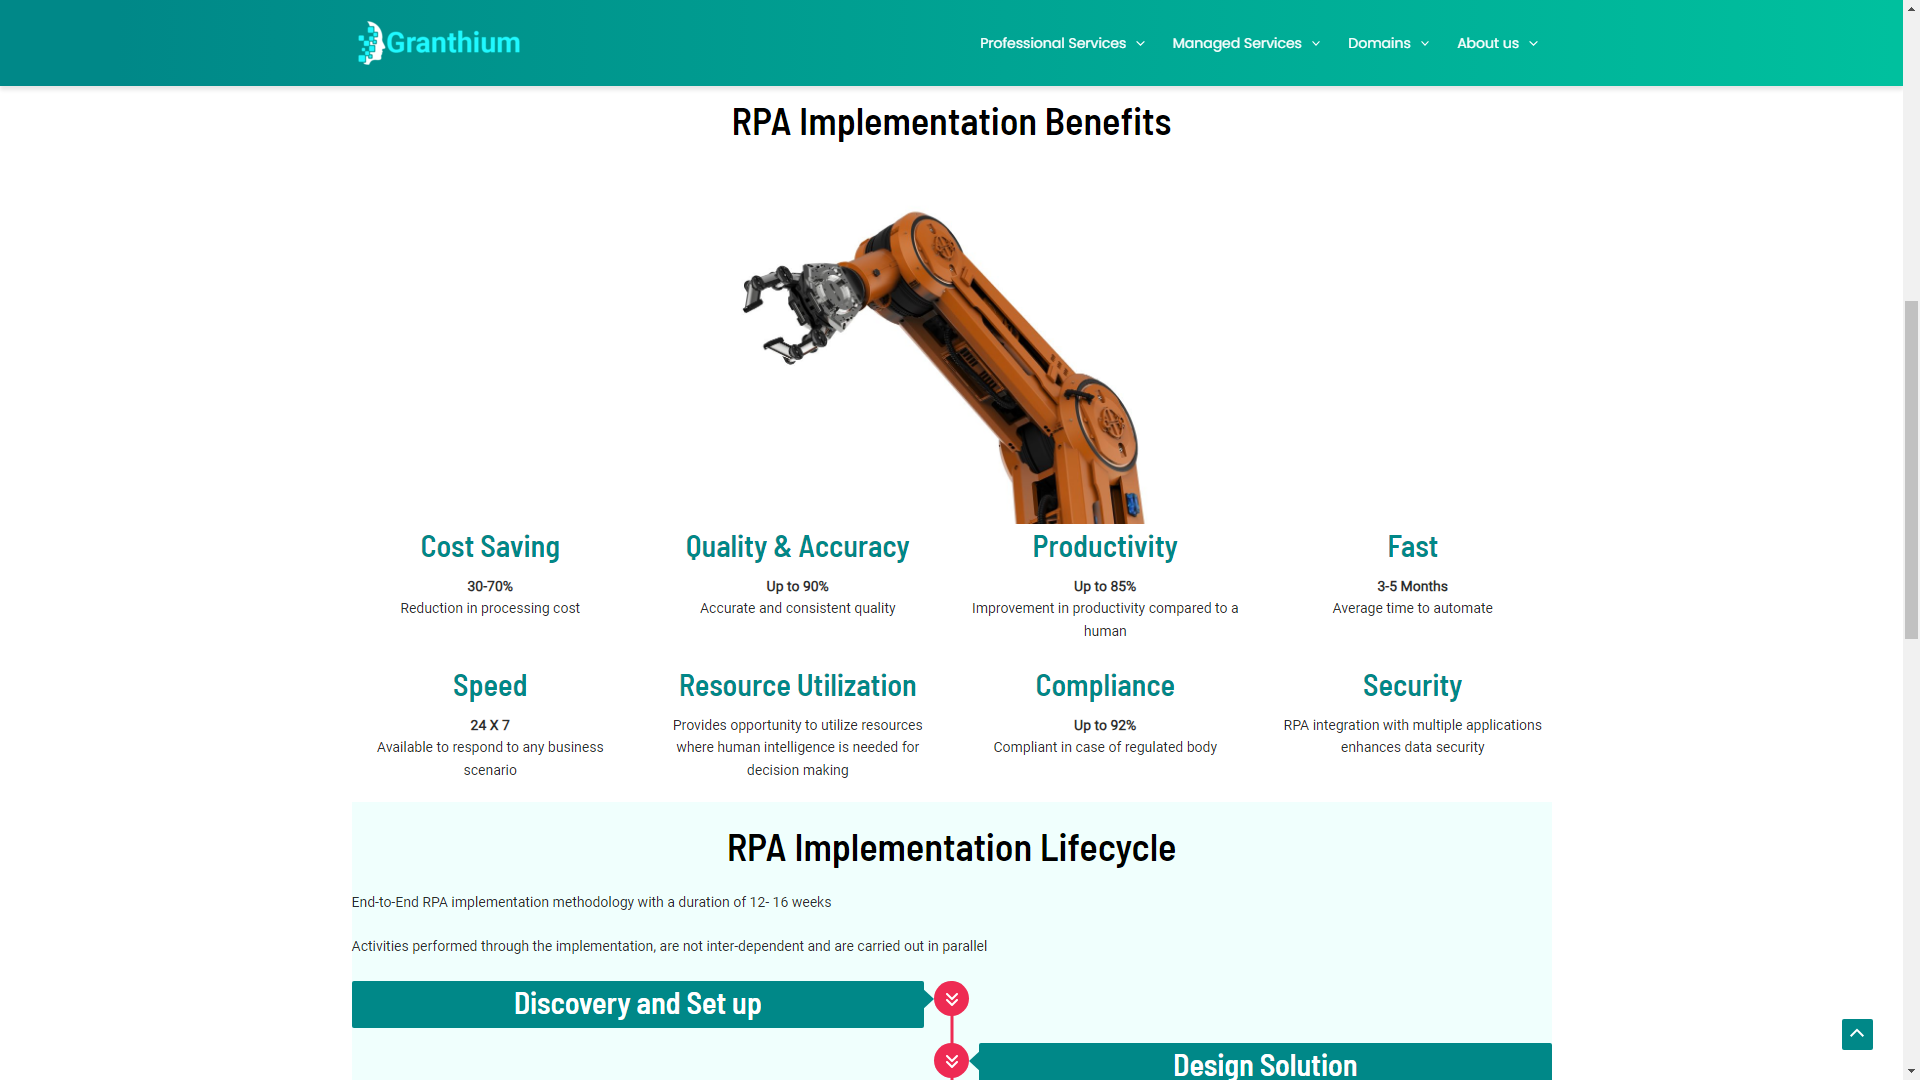 Granthium
Professional Services
Managed Services
Domains
About us
RPA Implementation Benefits
Cost Saving
30-70%
Reduction in processing cost
Quality & Accuracy
Up to 90%
Accurate and consistent quality
Productivity
Up to 85%
Improvement in productivity compared to a
human
Fast
3-5 Months
Average time to automate
Speed
24 X 7
Available to respond to any business
scenario
Resource Utilization
Provides opportunity to utilize resources
where human intelligence is needed for
decision making
Compliance
Up to 92%
Compliant in case of regulated body
Security
RPA integration with multiple applications
enhances data security
RPA Implementation Lifecycle
End-to-End RPA implementation methodology with a duration of 12- 16 weeks
Activities performed through the implementation, are not inter-dependent and are carried out in parallel
Discovery and Set up
Design Solution